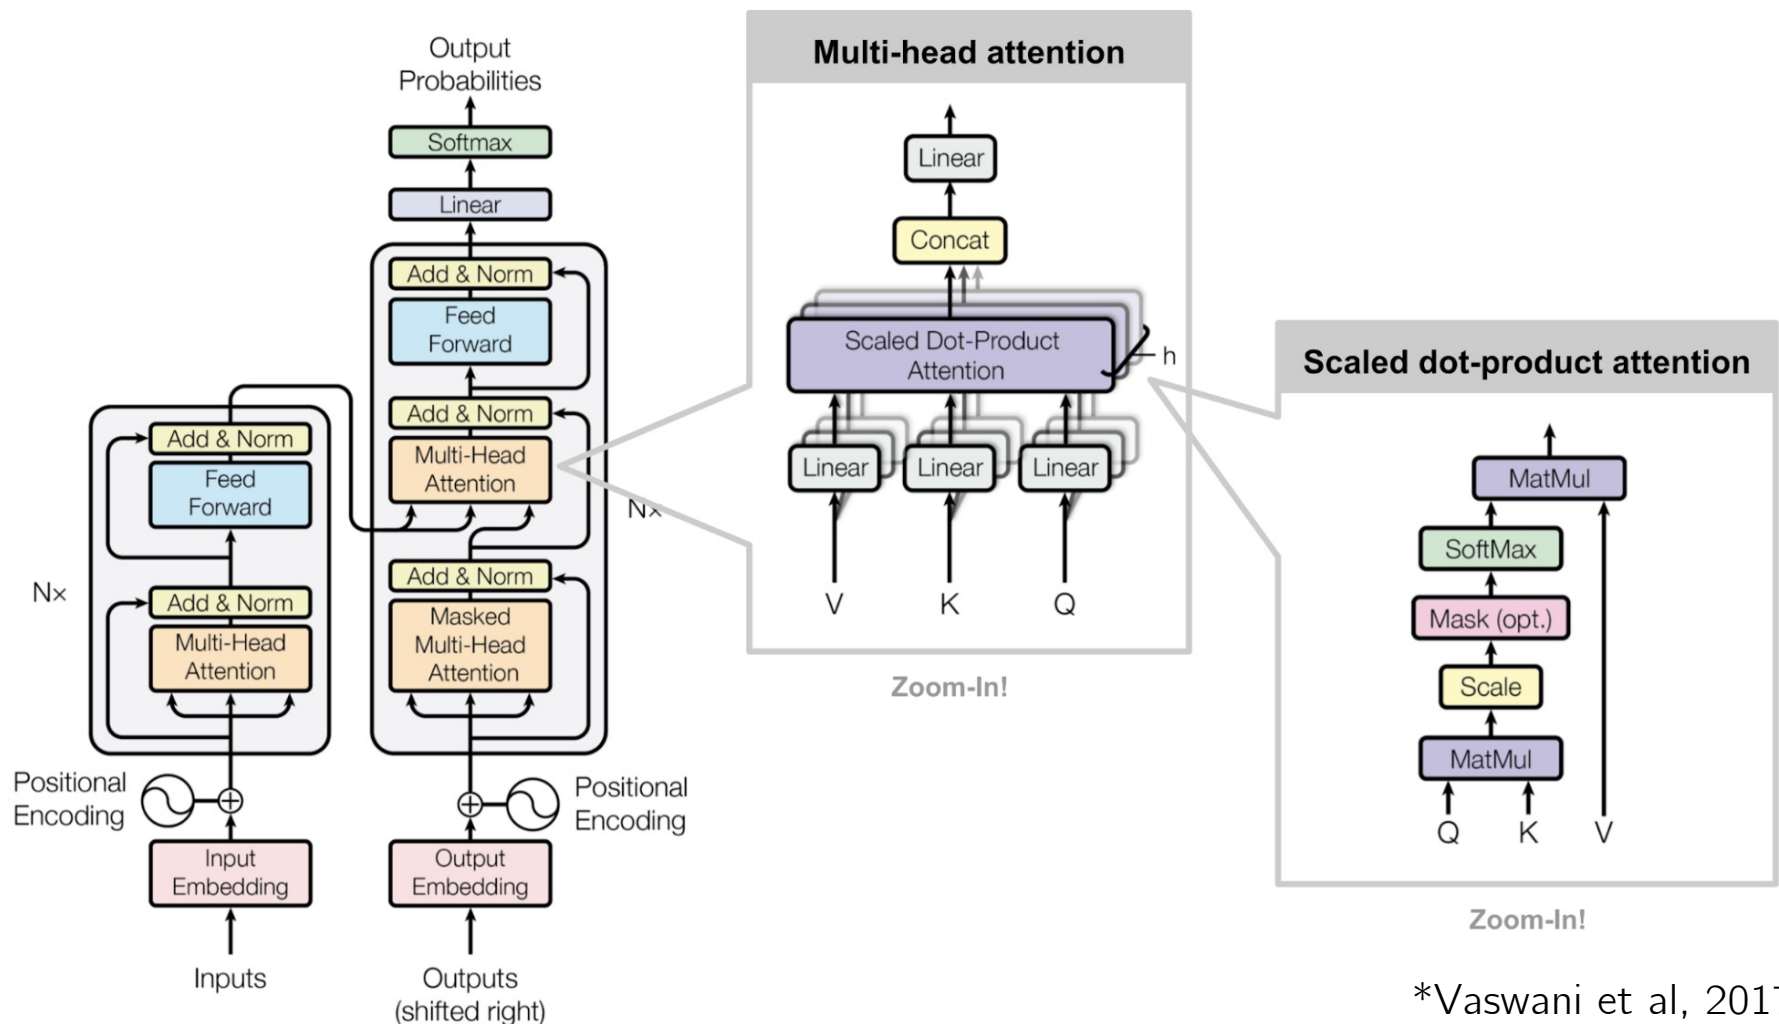 Output
Probabilities
Softmax
Linear
Add & Norm
Feed
Forward
Add & Norm
Multi-Head
Attention
Nx
Add & Norm
Masked
Multi-Head
Attention
Positional
Encoding
Output
Embedding
Outputs
(shifted right)
Add & Norm
Feed
Forward
Nx
Add & Norm
Multi-Head
Attention
Positional
Encoding
Input
Embedding
Inputs
Multi-head attention
Linear
Concat
Scaled Dot-Product
Attention
h
Linear Linear Linear
V K Q
Zoom-In!
Scaled dot-product attention
MatMul
SoftMax
Mask (opt.)
Scale
MatMul
Q K V
Zoom-In!
*Vaswani et al,